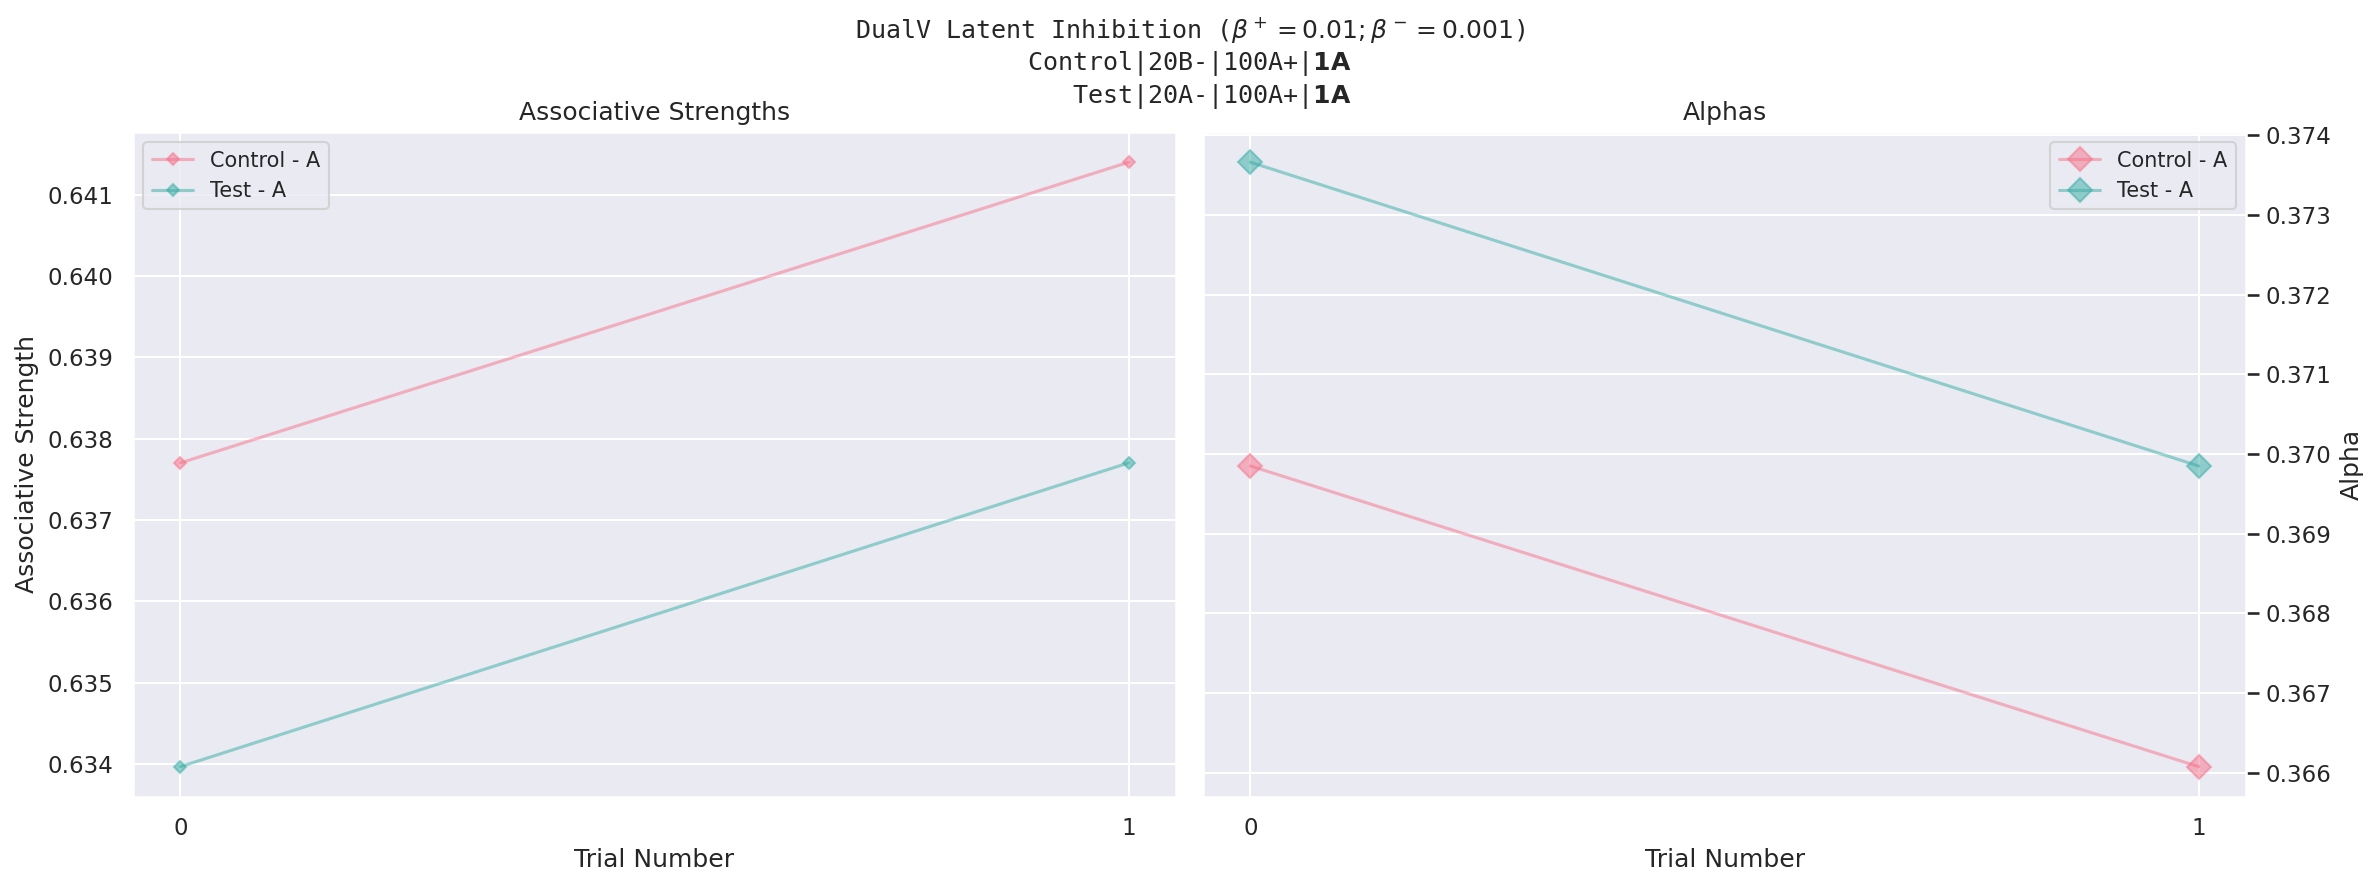 DualV Latent Inhibition (β⁺ = 0.01; β⁻ = 0.001)
Control|20B-|100A+|1A
Test|20A-|100A+|1A
Associative Strengths
Control - A
Test - A
0.641
0.640
0.639
0.638
0.637
0.636
0.635
0.634
Associative Strength
0
1
Trial Number
Alphas
Control - A
Test - A
0.374
0.373
0.372
0.371
0.370
0.369
0.368
0.367
0.366
Alpha
0
1
Trial Number